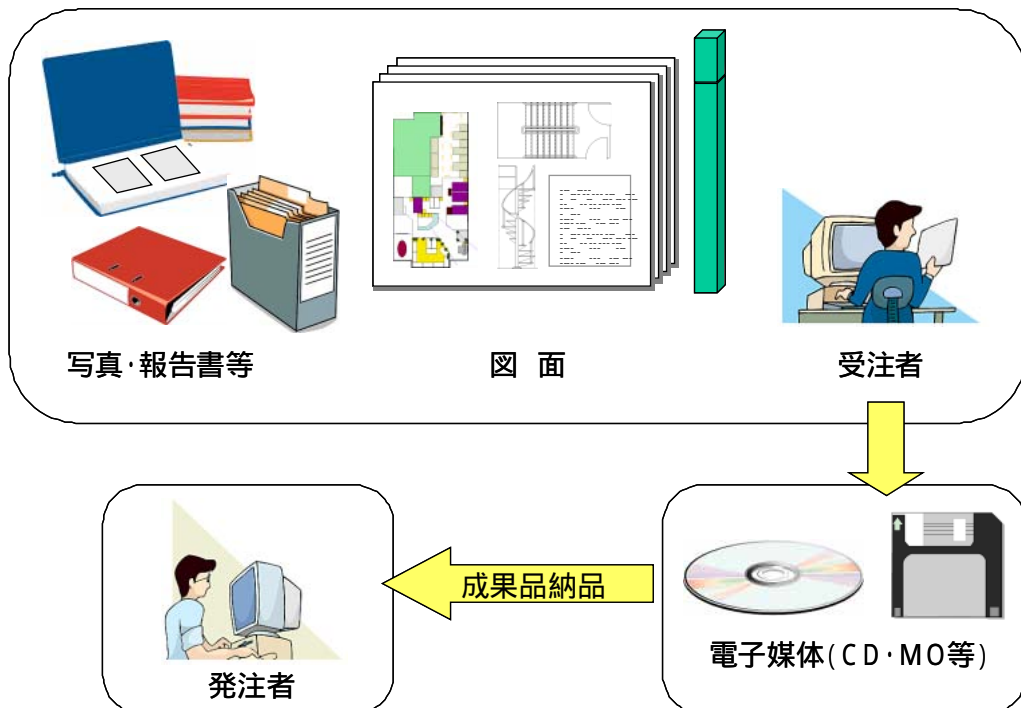 写真・報告書等
図 面
受注者
成果品納品
電子媒体(CD・MO等)
発注者